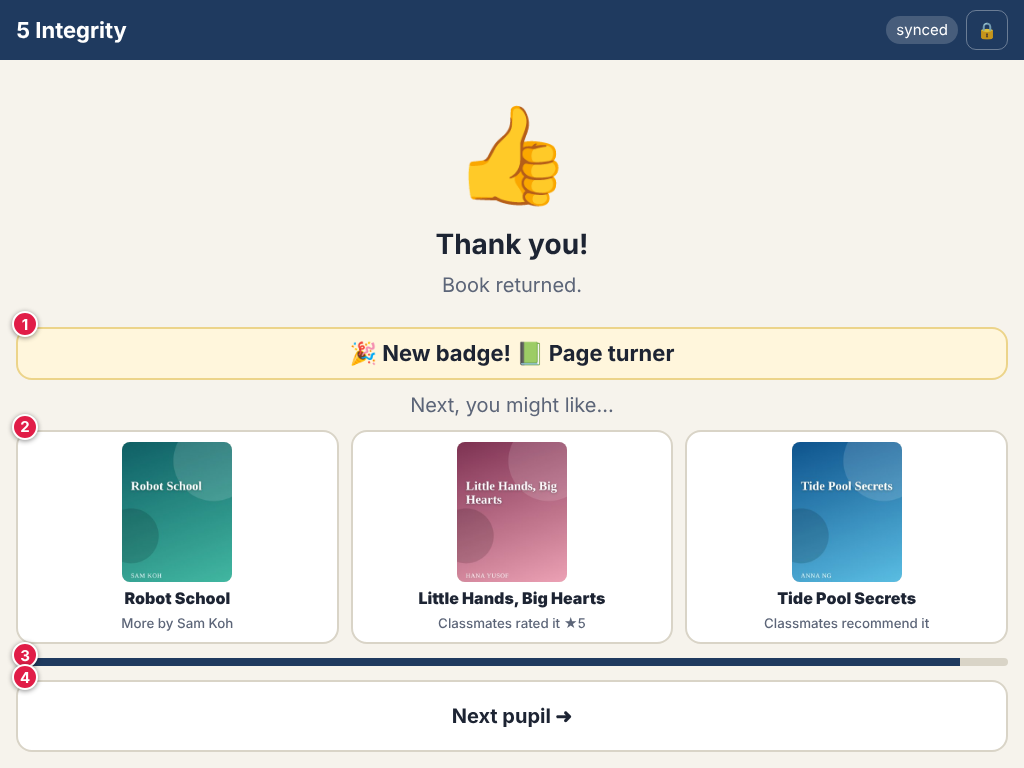 5 Integrity
synced
Thank you!
Book returned.
1
New badge! Page turner
Next, you might like...
2
Robot School
SAM KOH
Robot School
More by Sam Koh
Little Hands, Big
Hearts
HANA YUSOF
Little Hands, Big Hearts
Classmates rated it ★5
Tide Pool Secrets
ANNA NG
Tide Pool Secrets
Classmates recommend it
3
4
Next pupil ➜